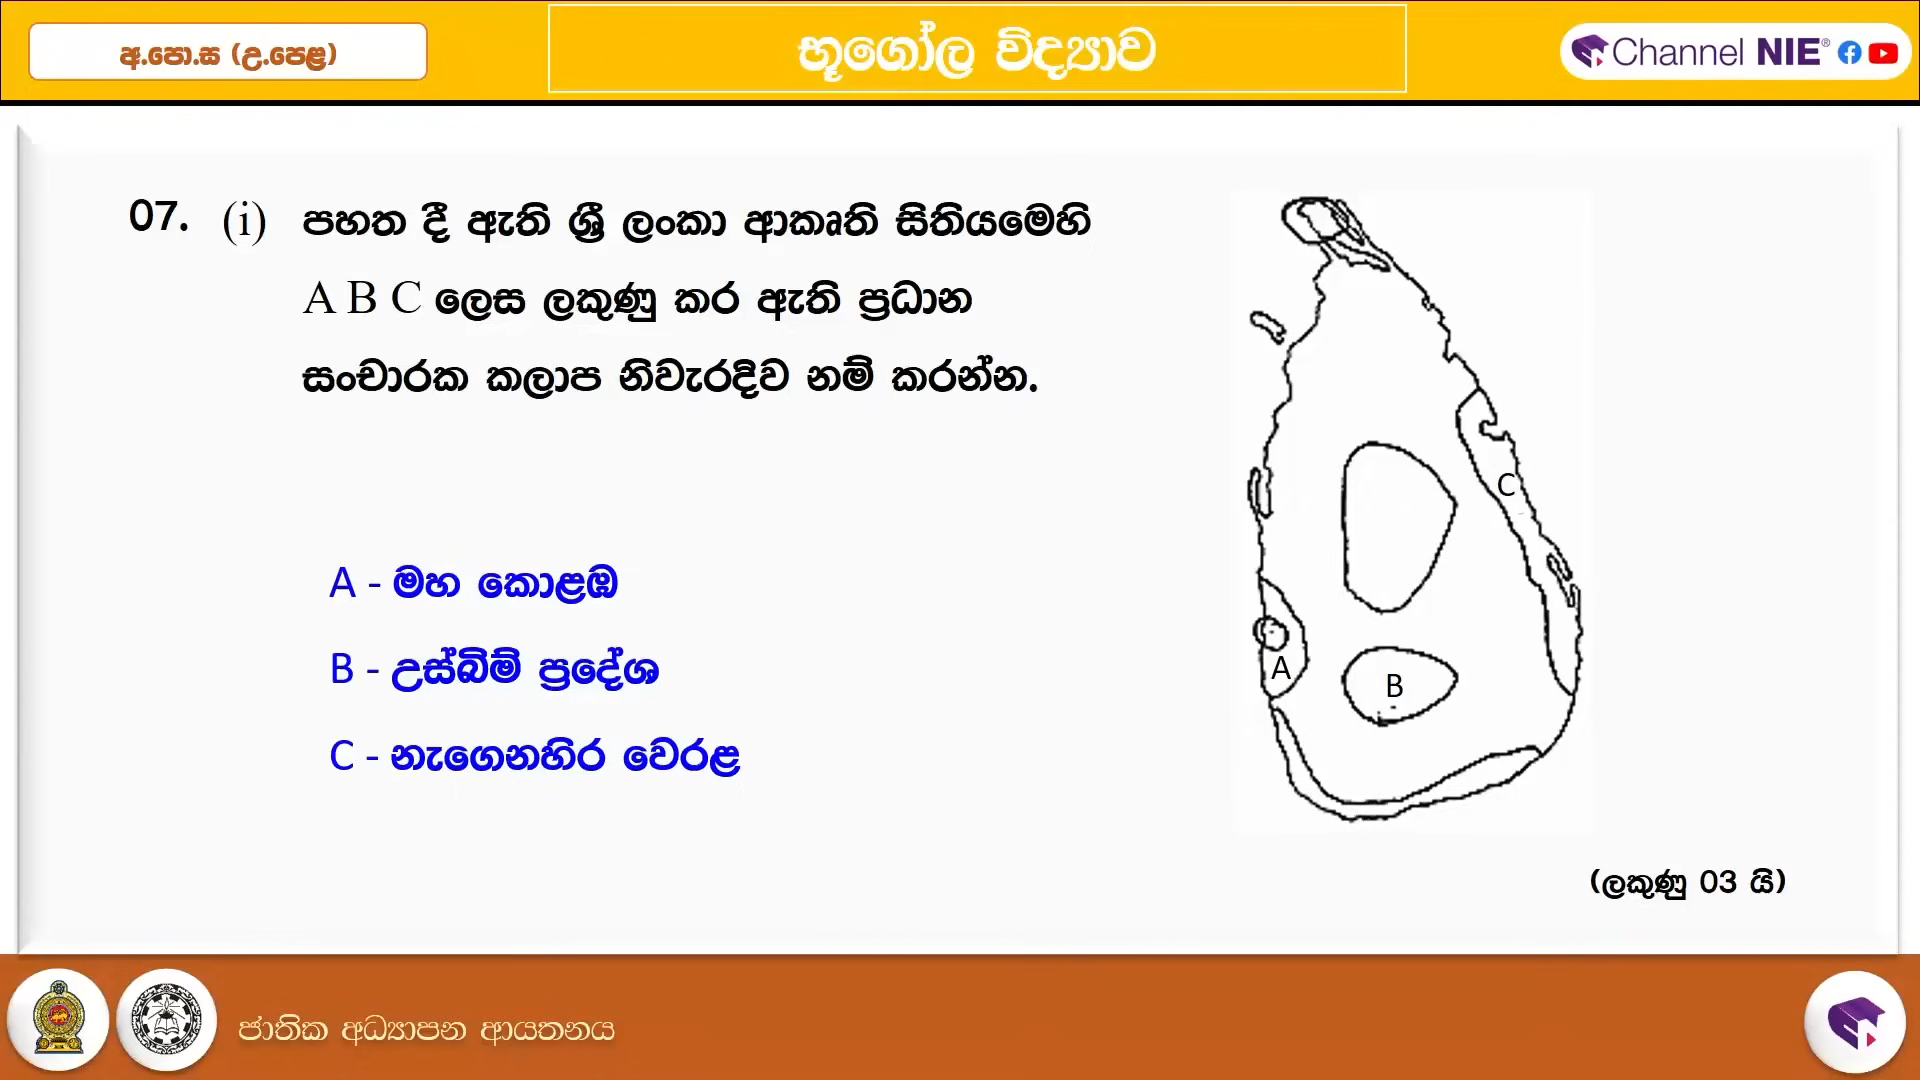 අ.පො.ස (උ.පෙළ)
භූගෝල විද්‍යාව
Channel NIE®
07. (i) පහත දී ඇති ශ්‍රී ලංකා ආකෘති සිතියමෙහි
A B C ලෙස ලකුණු කර ඇති ප්‍රධාන
සංචාරක කලාප නිවැරදිව නම් කරන්න.
A - මහ කොළඹ
B - උස්බිම් ප්‍රදේශ
C - නැගෙනහිර වෙරළ
C
A
B
(ලකුණු 03 යි)
ජාතික අධ්‍යාපන ආයතනය